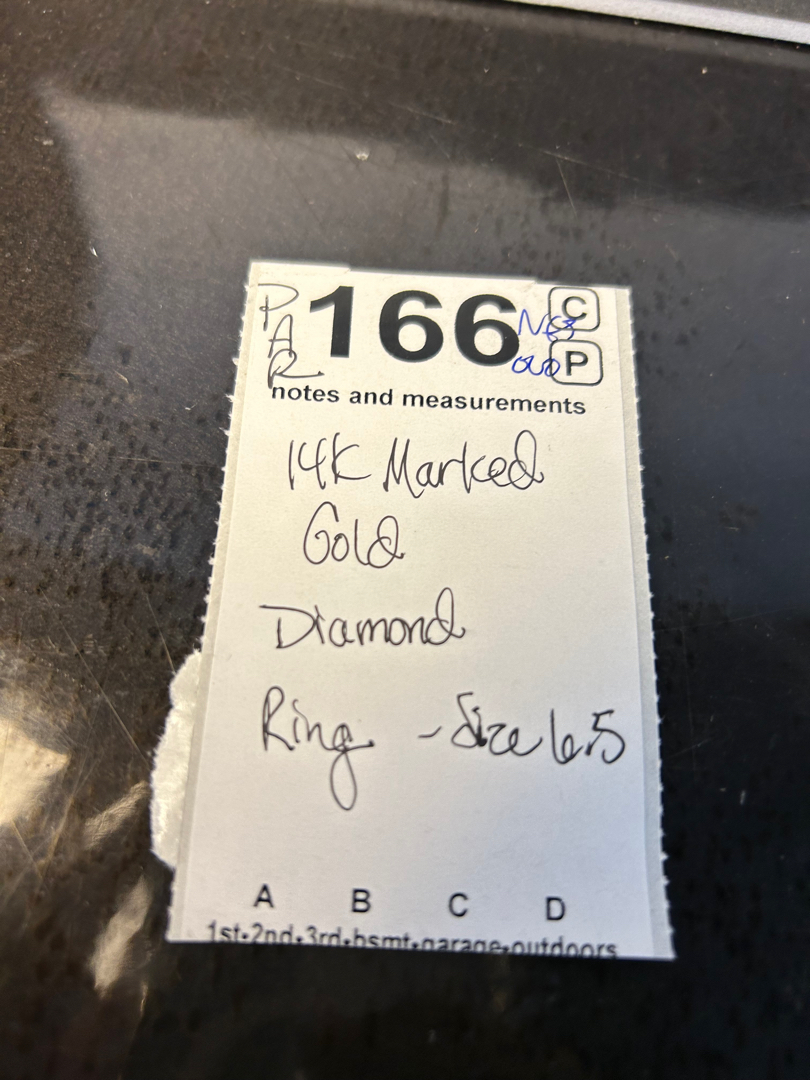 PAR
166
C
P
notes and measurements
14K Marked
Gold
Diamond
Ring - Size 6.5
A B C D
1st•2nd•3rd•bsmt•garage•outdoors